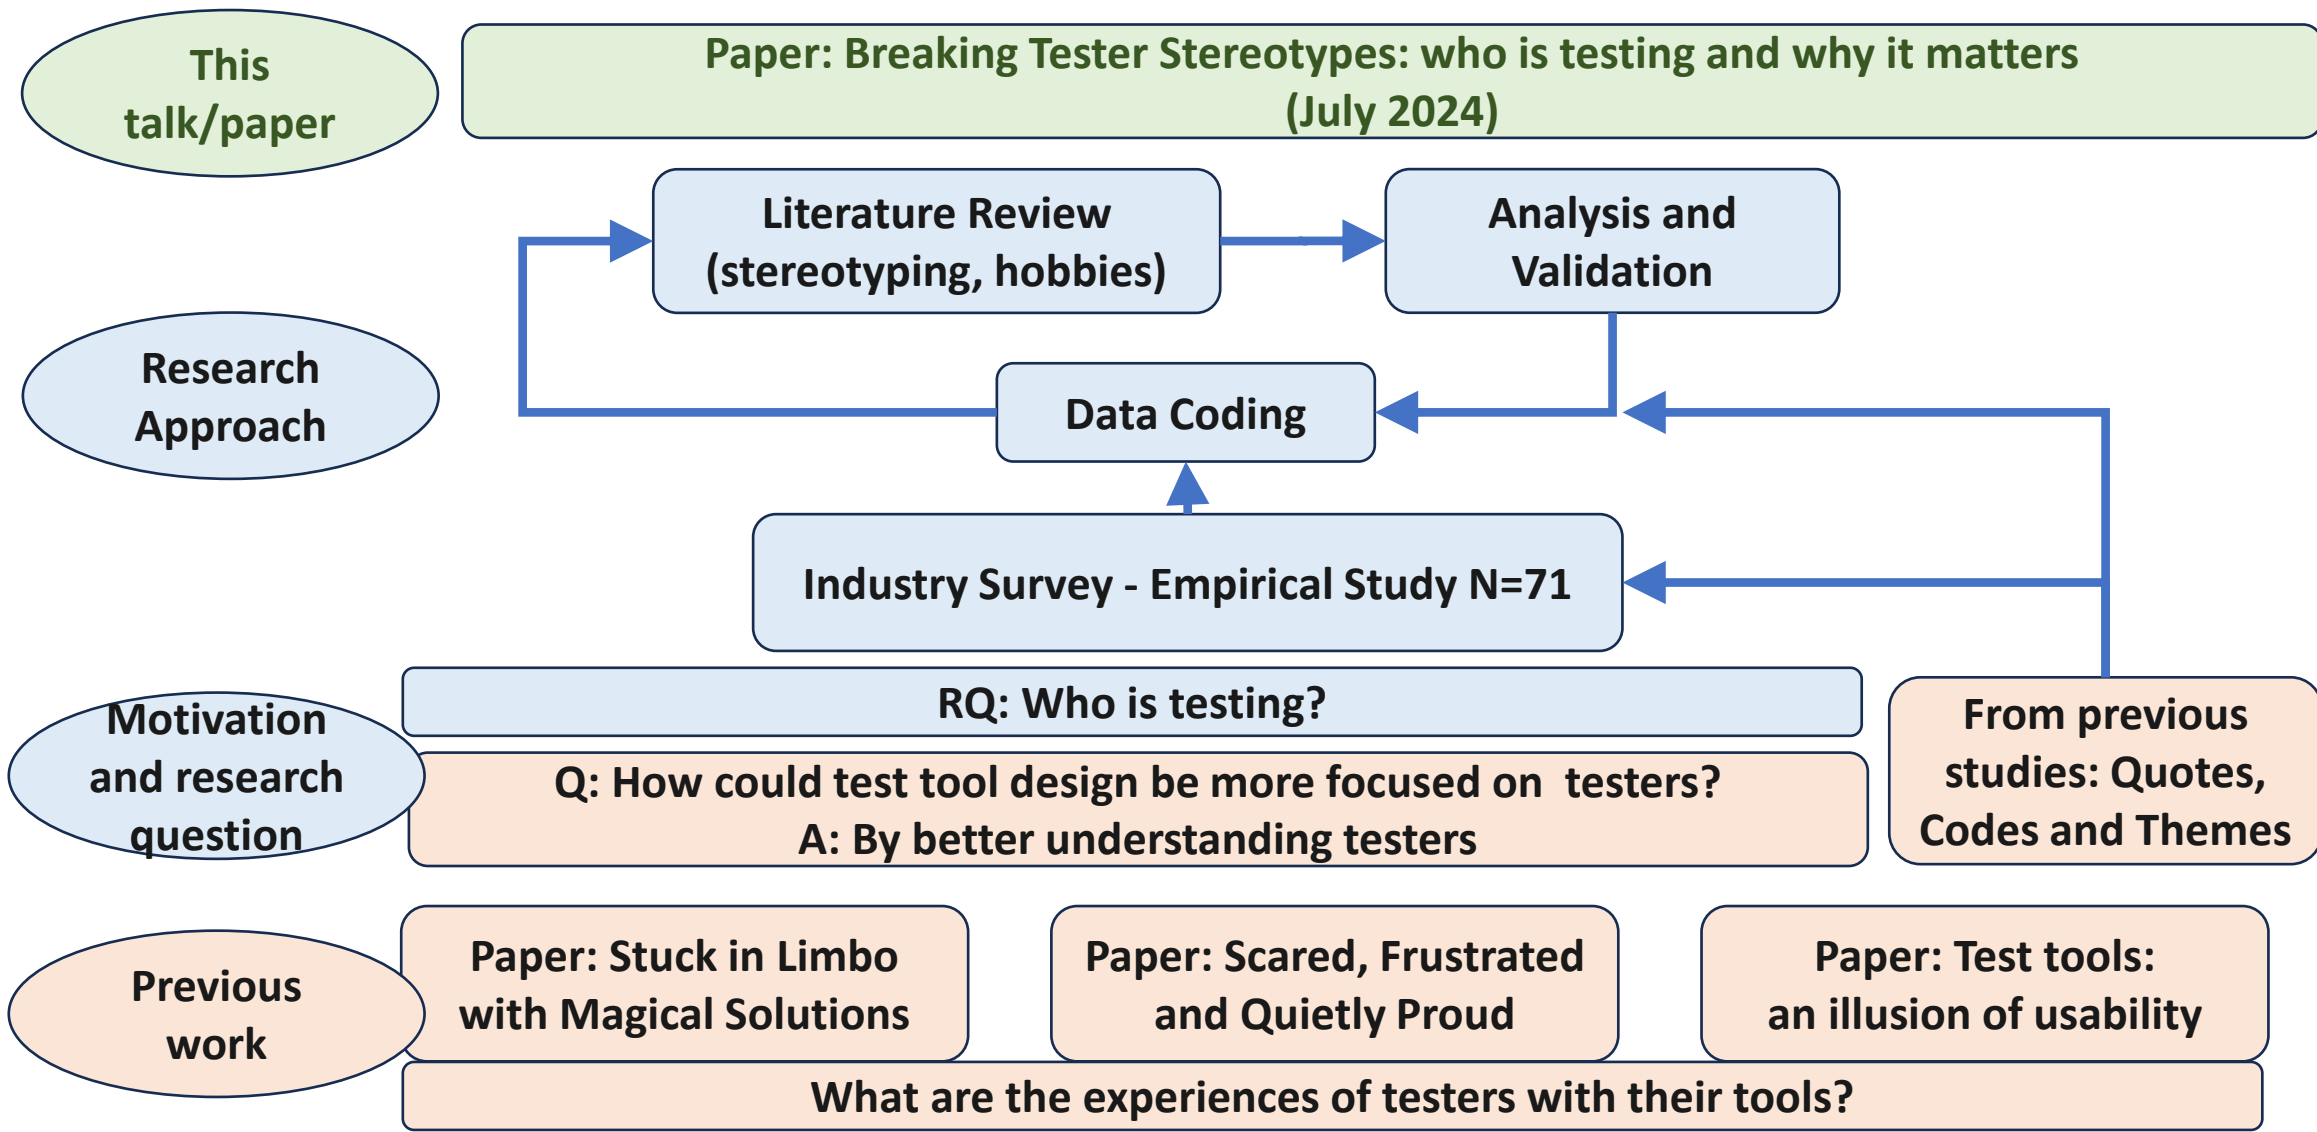 This
talk/paper
Paper: Breaking Tester Stereotypes: who is testing and why it matters
(July 2024)
Literature Review
(stereotyping, hobbies)
Analysis and
Validation
Research
Approach
Data Coding
Industry Survey - Empirical Study N=71
Motivation
and research
question
RQ: Who is testing?
Q: How could test tool design be more focused on  testers?
A: By better understanding testers
From previous
studies: Quotes,
Codes and Themes
Previous
work
Paper: Stuck in Limbo
with Magical Solutions
Paper: Scared, Frustrated
and Quietly Proud
Paper: Test tools:
an illusion of usability
What are the experiences of testers with their tools?